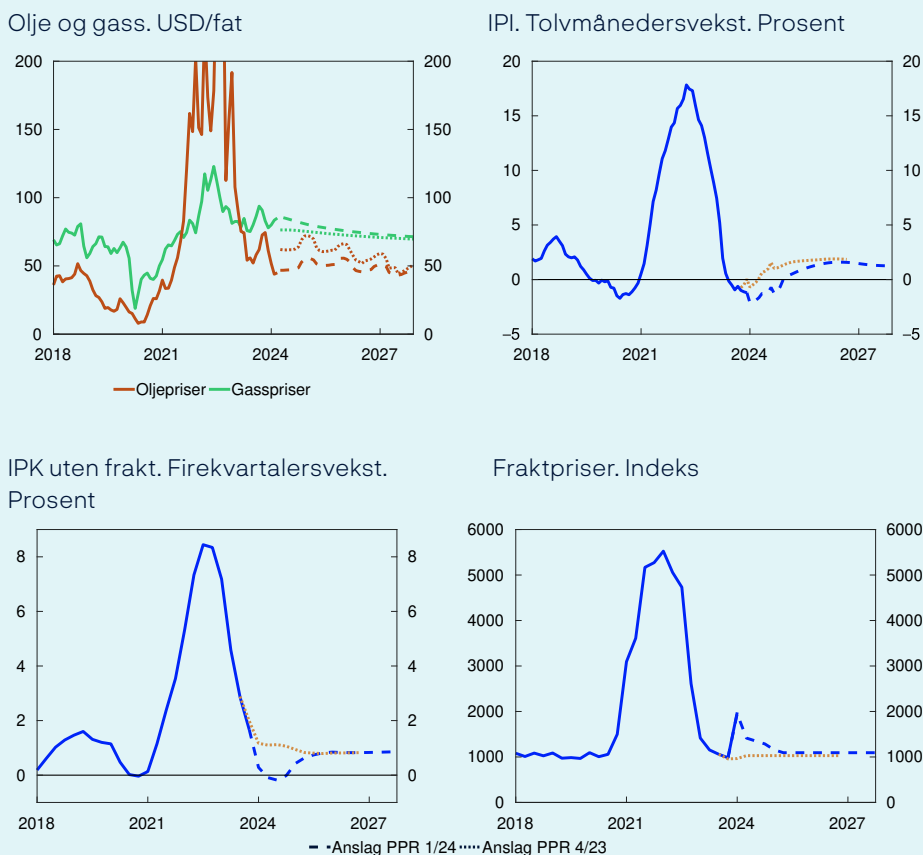 Olje og gass. USD/fat
200 200
150 150
100 100
50 50
0 0
2018 2021 2024 2027
Oljepriser Gasspriser
IPI. Tolvmånedersvekst. Prosent
20 20
15 15
10 10
5 5
0 0
−5 −5
2018 2021 2024 2027
IPK uten frakt. Firekvartalersvekst.
Prosent
8 8
6 6
4 4
2 2
0 0
2018 2021 2024 2027
Fraktpriser. Indeks
6000 6000
5000 5000
4000 4000
3000 3000
2000 2000
1000 1000
0 0
2018 2021 2024 2027
Anslag PPR 1/24 Anslag PPR 4/23